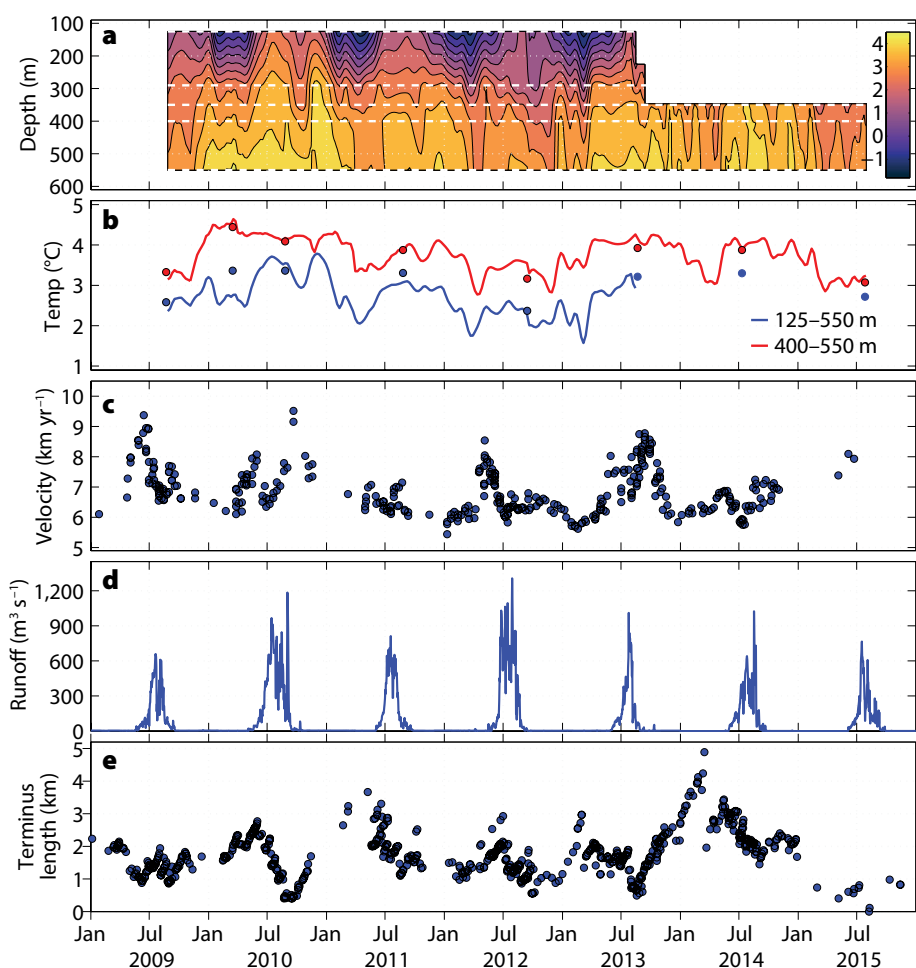 a
Depth (m)
100
200
300
400
500
600
4
3
2
1
0
−1
b
Temp (°C)
5
4
3
2
1
125–550 m
400–550 m
c
Velocity (km yr⁻¹)
10
9
8
7
6
5
d
Runoff (m³ s⁻¹)
1,200
900
600
300
0
e
Terminus
length (km)
5
4
3
2
1
0
Jan Jul Jan Jul Jan Jul Jan Jul Jan Jul Jan Jul Jan Jul
2009 2010 2011 2012 2013 2014 2015